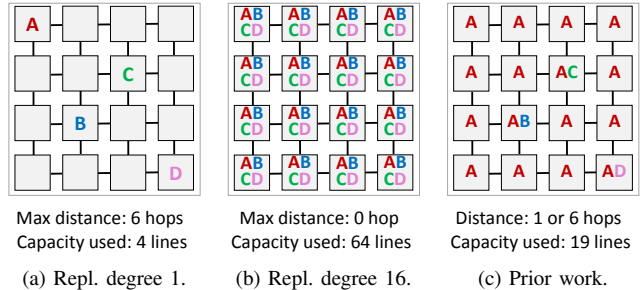 A
C
B
D
Max distance: 6 hops
Capacity used: 4 lines
(a) Repl. degree 1.
AB AB AB AB
CD CD CD CD
AB AB AB AB
CD CD CD CD
AB AB AB AB
CD CD CD CD
AB AB AB AB
CD CD CD CD
Max distance: 0 hop
Capacity used: 64 lines
(b) Repl. degree 16.
A A A A
A A AC A
A AB A A
A A A AD
Distance: 1 or 6 hops
Capacity used: 19 lines
(c) Prior work.